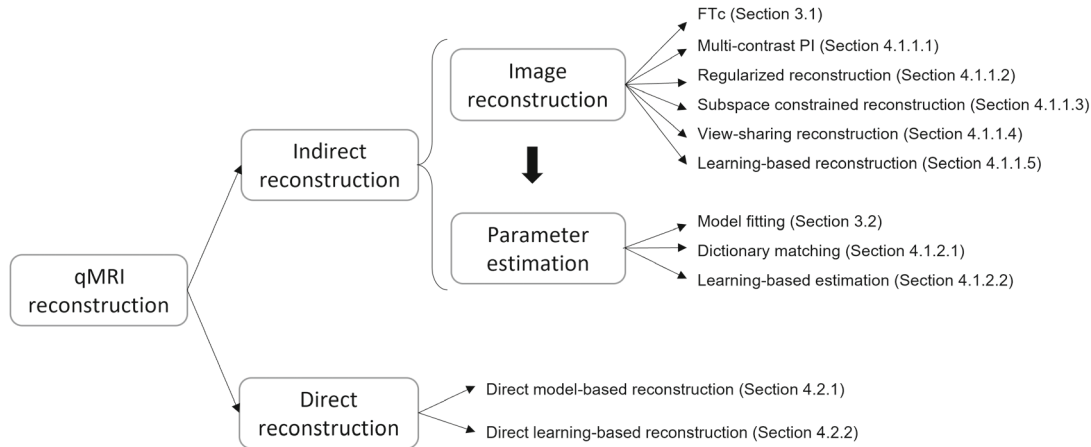 FTc (Section 3.1)
Multi-contrast PI (Section 4.1.1.1)
Image
reconstruction
Regularized reconstruction (Section 4.1.1.2)
Subspace constrained reconstruction (Section 4.1.1.3)
View-sharing reconstruction (Section 4.1.1.4)
Learning-based reconstruction (Section 4.1.1.5)
Indirect
reconstruction
Parameter
estimation
Model fitting (Section 3.2)
Dictionary matching (Section 4.1.2.1)
Learning-based estimation (Section 4.1.2.2)
qMRI
reconstruction
Direct
reconstruction
Direct model-based reconstruction (Section 4.2.1)
Direct learning-based reconstruction (Section 4.2.2)